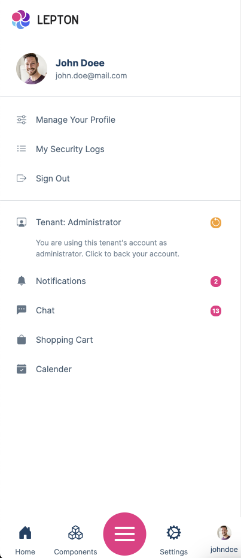 LEPTON
John Doee
john.doe@mail.com
Manage Your Profile
My Security Logs
Sign Out
Tenant: Administrator
You are using this tenant's account as
administrator. Click to back your account.
Notifications
2
Chat
13
Shopping Cart
Calender
Home
Components
Settings
johndoe